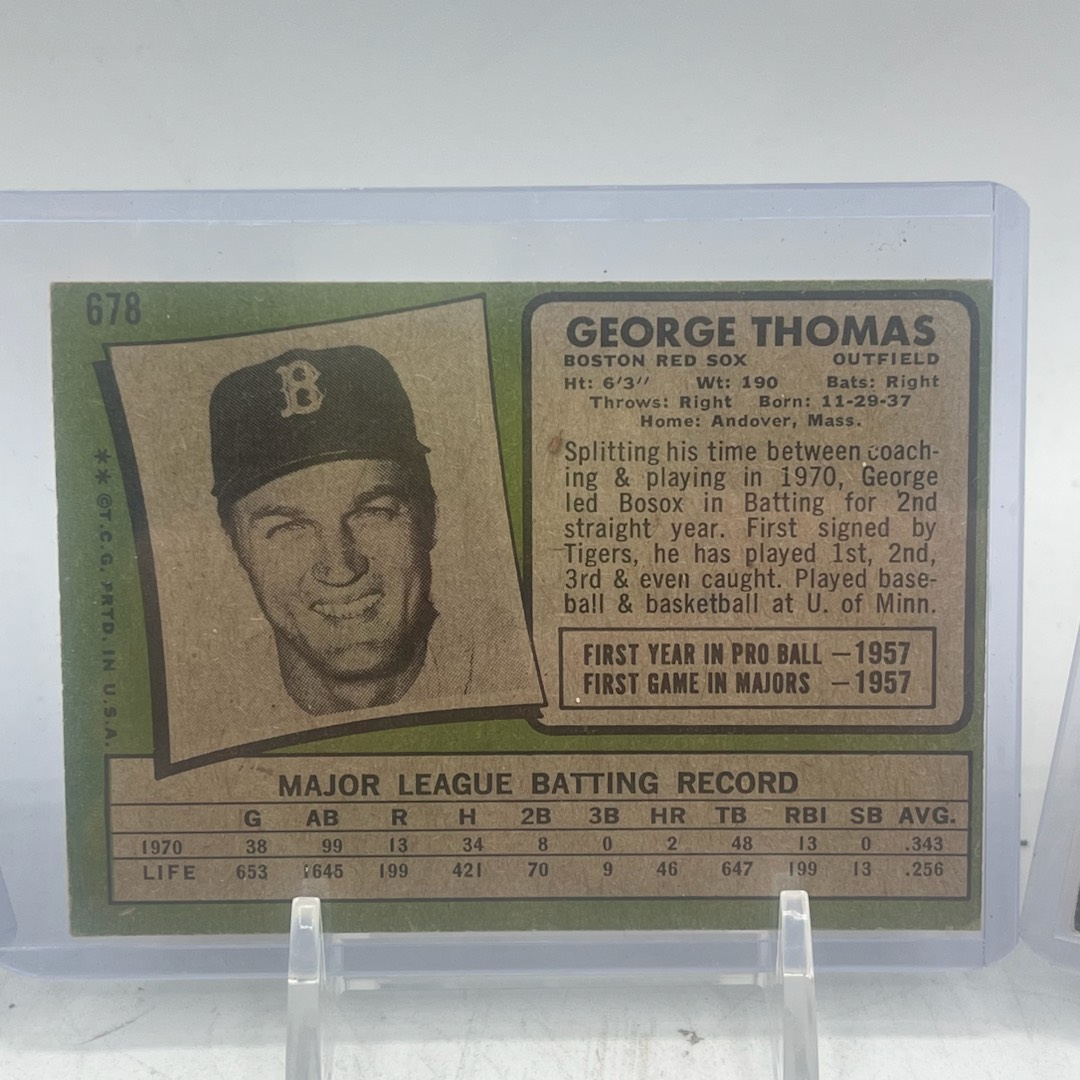 678
B
** ©T.C.G. PRTD. IN U.S.A.
GEORGE THOMAS
BOSTON RED SOX OUTFIELD
Ht: 6'3" Wt: 190 Bats: Right
Throws: Right Born: 11-29-37
Home: Andover, Mass.
Splitting his time between coach-
ing & playing in 1970, George
led Bosox in Batting for 2nd
straight year. First signed by
Tigers, he has played 1st, 2nd,
3rd & even caught. Played base-
ball & basketball at U. of Minn.
FIRST YEAR IN PRO BALL —1957
FIRST GAME IN MAJORS —1957
MAJOR LEAGUE BATTING RECORD
G AB R H 2B 3B HR TB RBI SB AVG.
1970 38 99 13 34 8 0 2 48 13 0 .343
LIFE 653 1645 199 421 70 9 46 647 199 13 .256